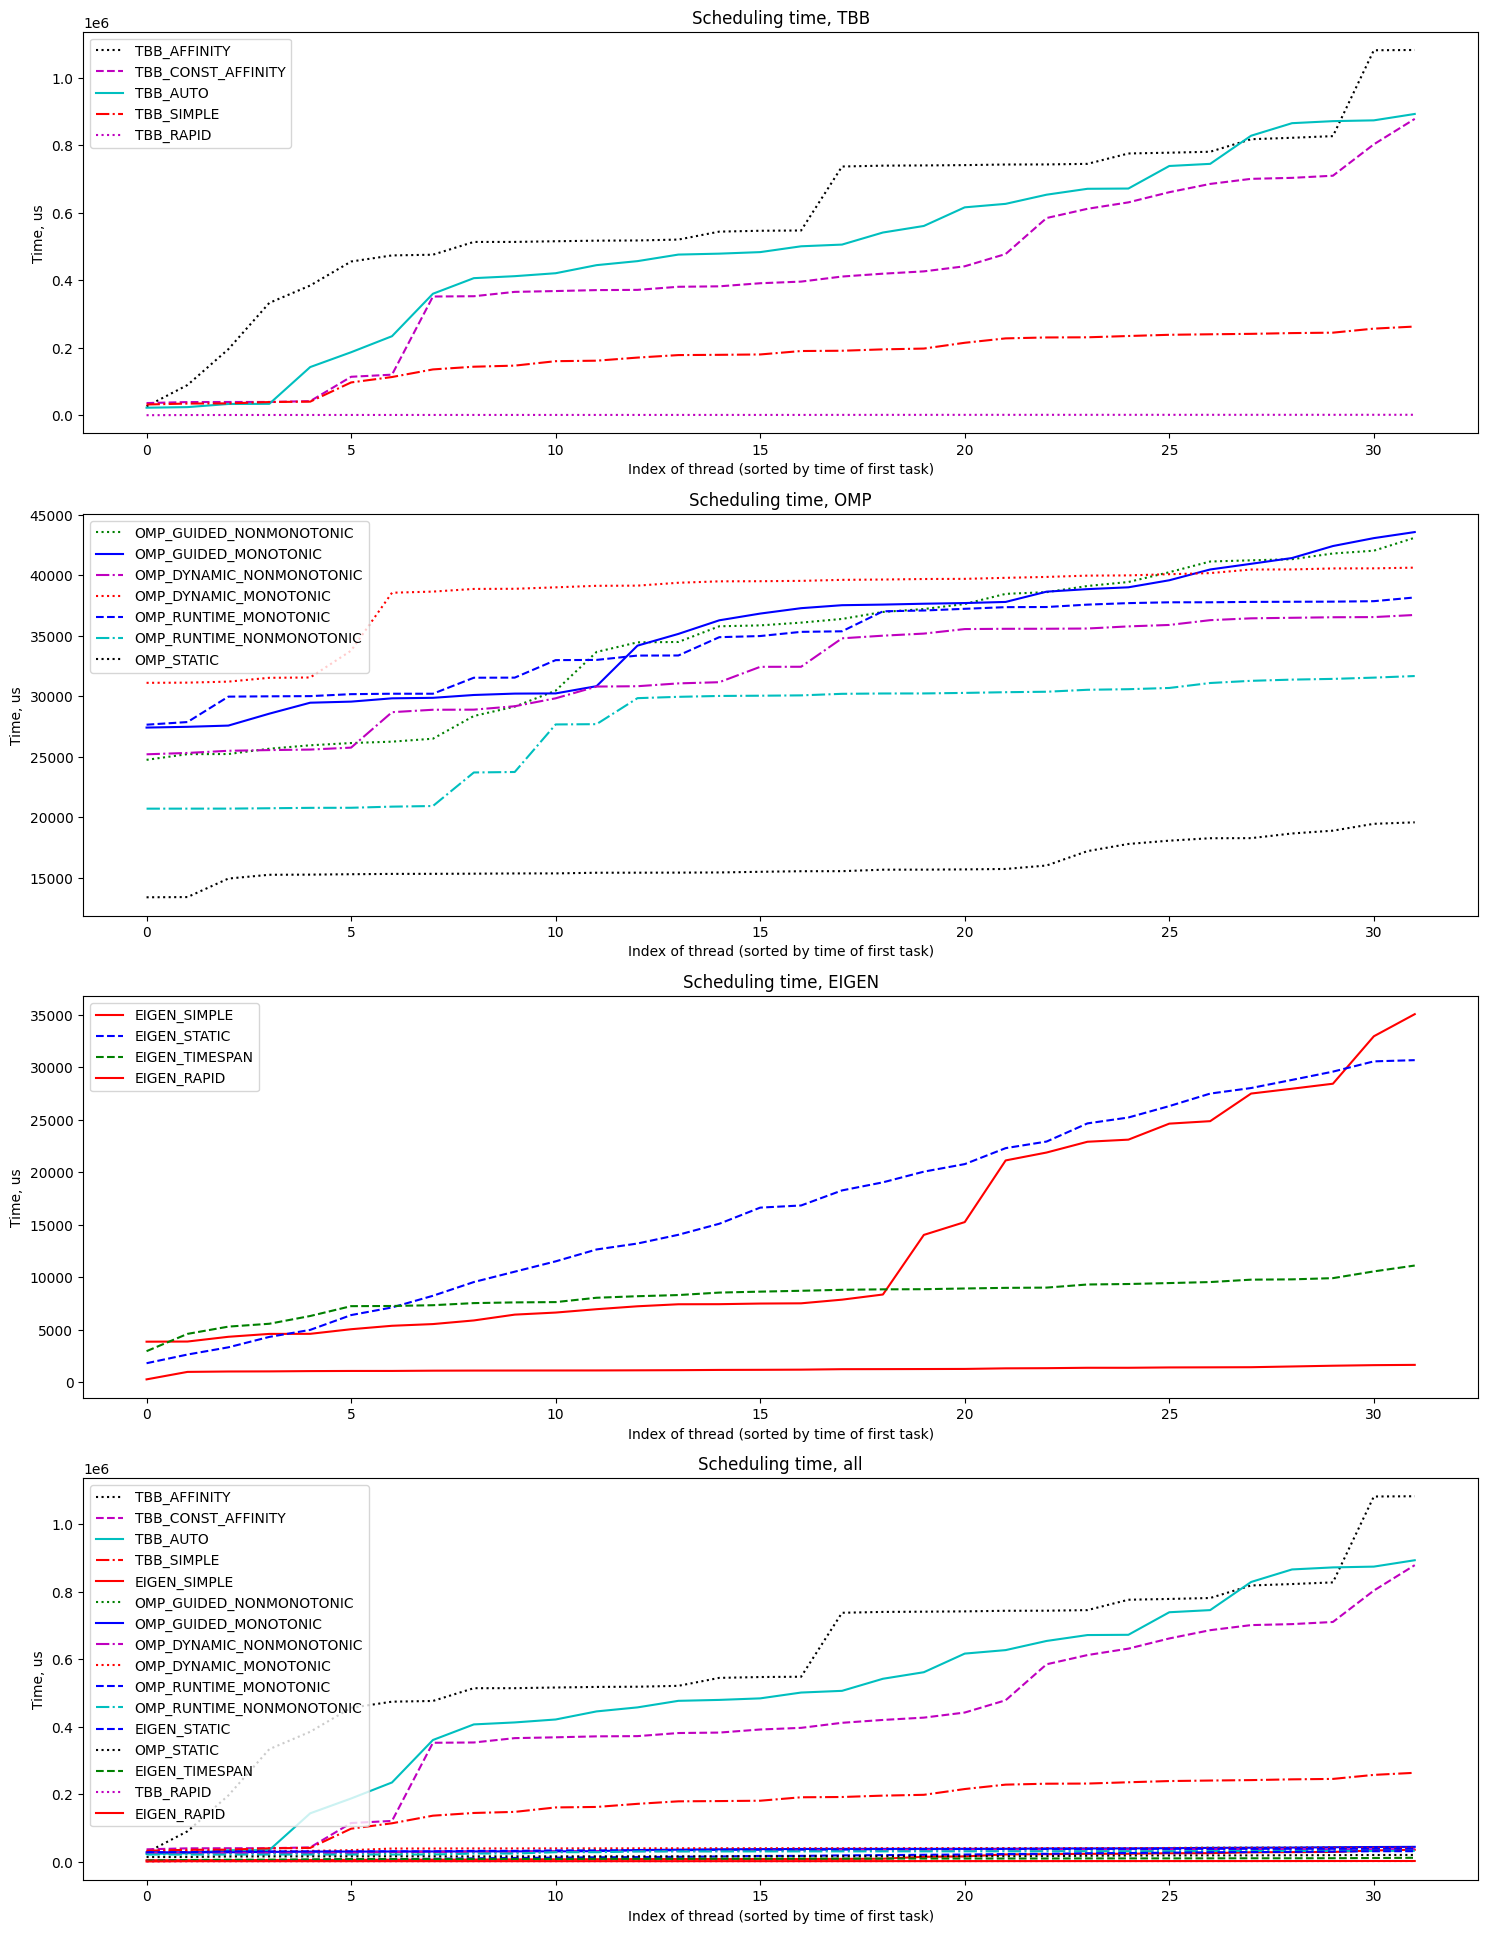 Scheduling time, TBB
1e6
TBB_AFFINITY
TBB_CONST_AFFINITY
TBB_AUTO
TBB_SIMPLE
TBB_RAPID
1.0
0.8
0.6
0.4
0.2
0.0
Time, us
0 5 10 15 20 25 30
Index of thread (sorted by time of first task)
Scheduling time, OMP
OMP_GUIDED_NONMONOTONIC
OMP_GUIDED_MONOTONIC
OMP_DYNAMIC_NONMONOTONIC
OMP_DYNAMIC_MONOTONIC
OMP_RUNTIME_MONOTONIC
OMP_RUNTIME_NONMONOTONIC
OMP_STATIC
45000
40000
35000
30000
25000
20000
15000
Time, us
0 5 10 15 20 25 30
Index of thread (sorted by time of first task)
Scheduling time, EIGEN
EIGEN_SIMPLE
EIGEN_STATIC
EIGEN_TIMESPAN
EIGEN_RAPID
35000
30000
25000
20000
15000
10000
5000
0
Time, us
0 5 10 15 20 25 30
Index of thread (sorted by time of first task)
Scheduling time, all
1e6
TBB_AFFINITY
TBB_CONST_AFFINITY
TBB_AUTO
TBB_SIMPLE
EIGEN_SIMPLE
OMP_GUIDED_NONMONOTONIC
OMP_GUIDED_MONOTONIC
OMP_DYNAMIC_NONMONOTONIC
OMP_DYNAMIC_MONOTONIC
OMP_RUNTIME_MONOTONIC
OMP_RUNTIME_NONMONOTONIC
EIGEN_STATIC
OMP_STATIC
EIGEN_TIMESPAN
TBB_RAPID
EIGEN_RAPID
1.0
0.8
0.6
0.4
0.2
0.0
Time, us
0 5 10 15 20 25 30
Index of thread (sorted by time of first task)